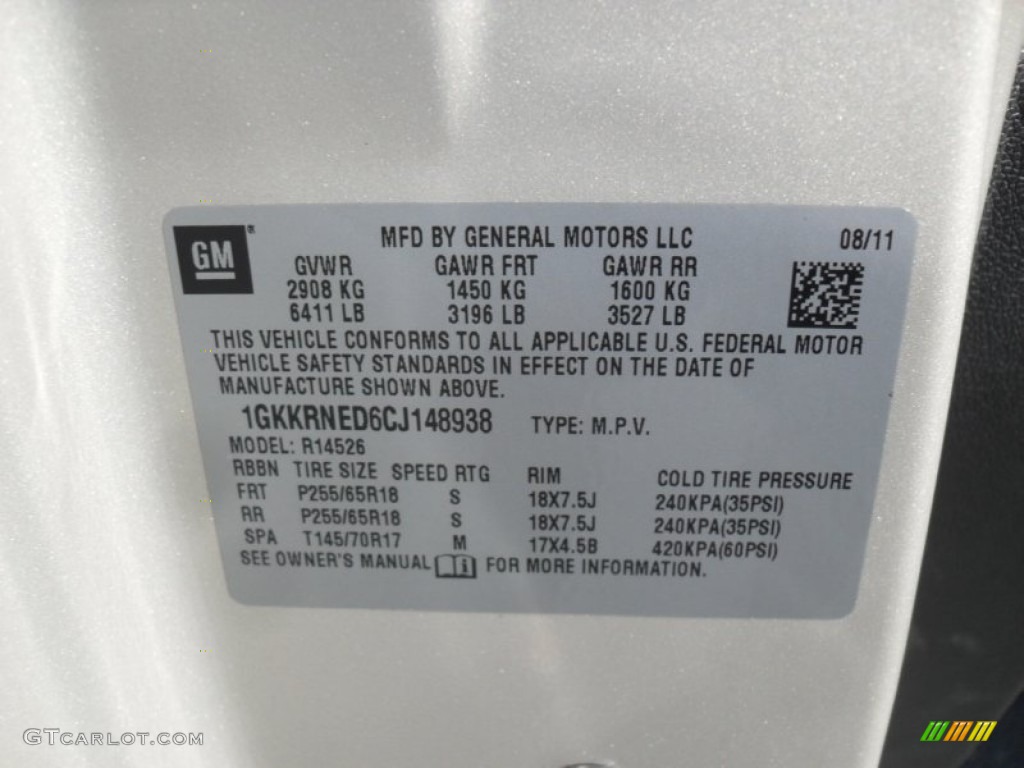 GM®
MFD BY GENERAL MOTORS LLC 08/11
GVWR GAWR FRT GAWR RR
2908 KG 1450 KG 1600 KG
6411 LB 3196 LB 3527 LB
THIS VEHICLE CONFORMS TO ALL APPLICABLE U.S. FEDERAL MOTOR
VEHICLE SAFETY STANDARDS IN EFFECT ON THE DATE OF
MANUFACTURE SHOWN ABOVE.
1GKKRNED6CJ148938 TYPE: M.P.V.
MODEL: R14526
RBBN TIRE SIZE SPEED RTG RIM COLD TIRE PRESSURE
FRT P255/65R18 S 18X7.5J 240KPA(35PSI)
RR P255/65R18 S 18X7.5J 240KPA(35PSI)
SPA T145/70R17 M 17X4.5B 420KPA(60PSI)
SEE OWNER'S MANUAL i FOR MORE INFORMATION.
GTCARLOT.COM